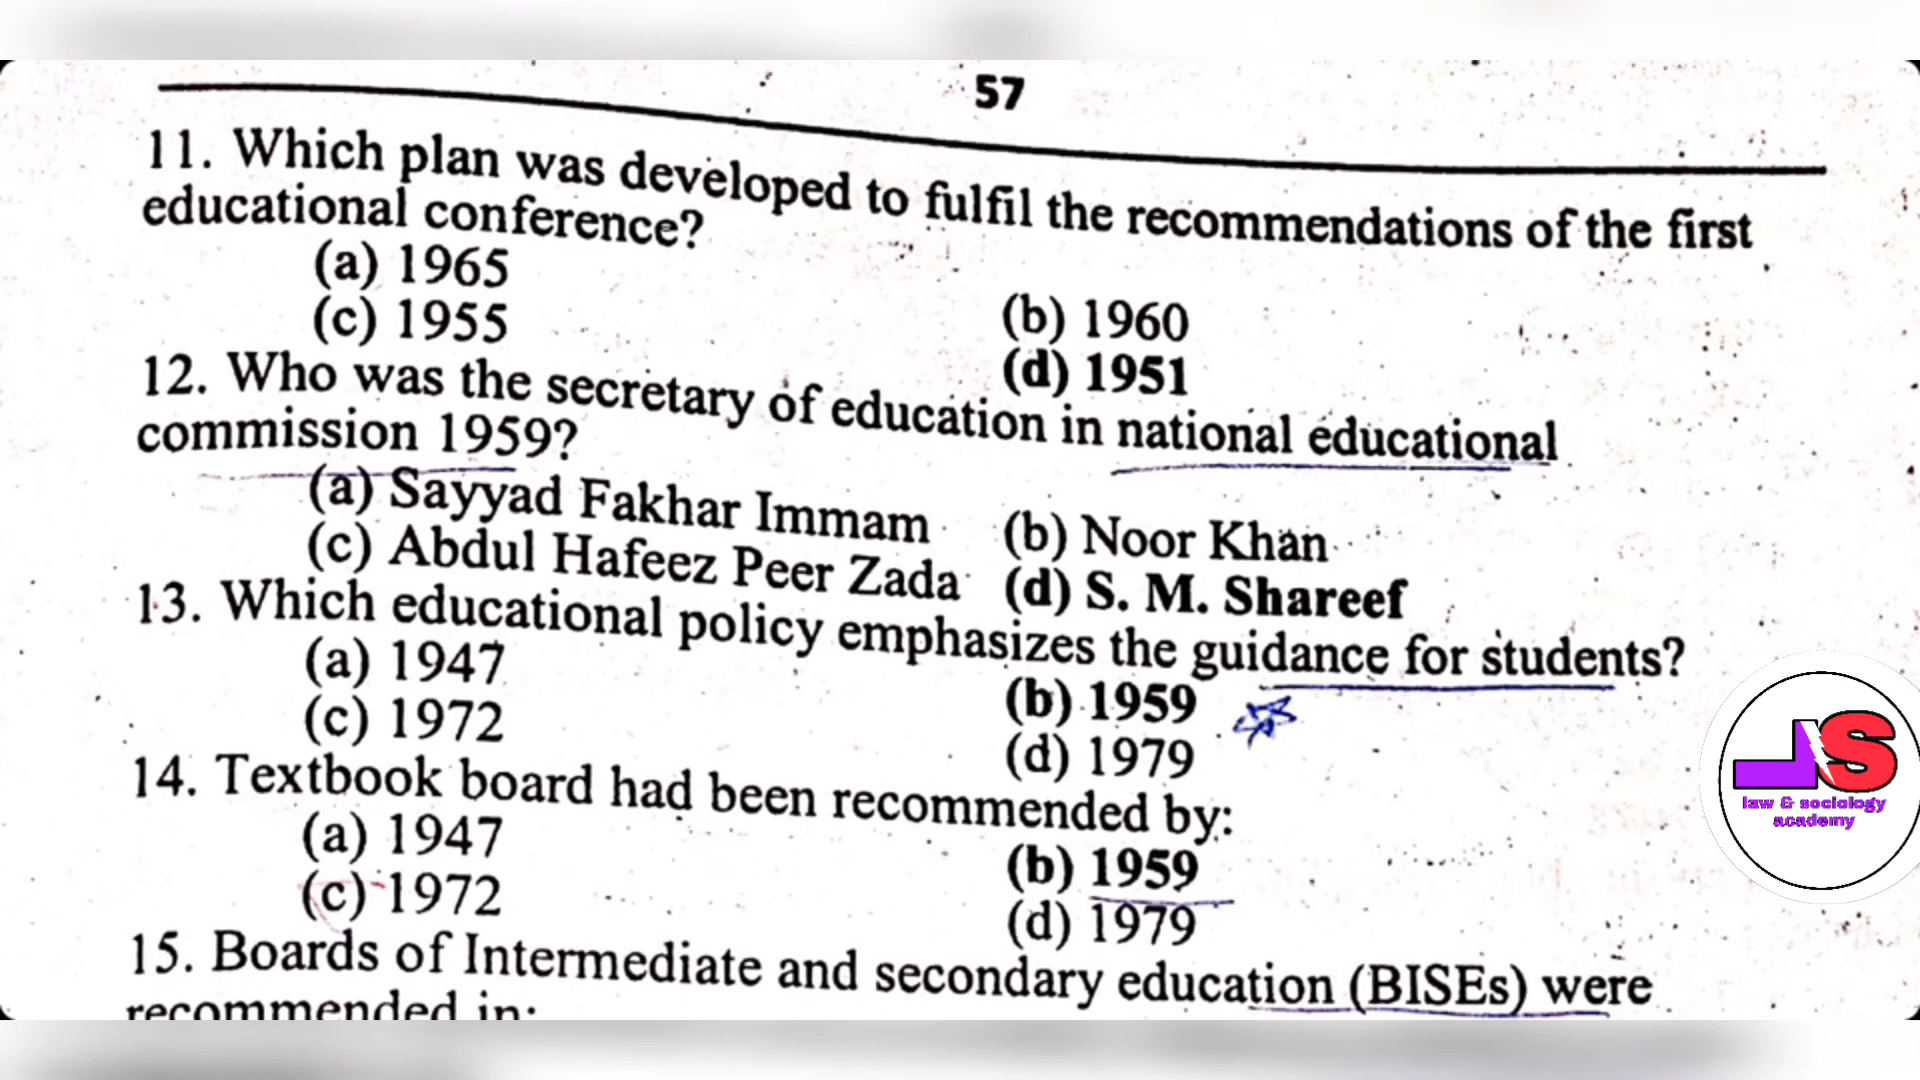 57
11. Which plan was developed to fulfil the recommendations of the first
educational conference?
(a) 1965
(b) 1960
(c) 1955
(d) 1951
12. Who was the secretary of education in national educational
commission 1959?
(a) Sayyad Fakhar Immam
(b) Noor Khan
(c) Abdul Hafeez Peer Zada
(d) S. M. Shareef
13. Which educational policy emphasizes the guidance for students?
(a) 1947
(b) 1959
(c) 1972
(d) 1979
14. Textbook board had been recommended by:
(a) 1947
(b) 1959
(c) 1972
(d) 1979
15. Boards of Intermediate and secondary education (BISEs) were
recommended in:
LS
law & sociology
academy